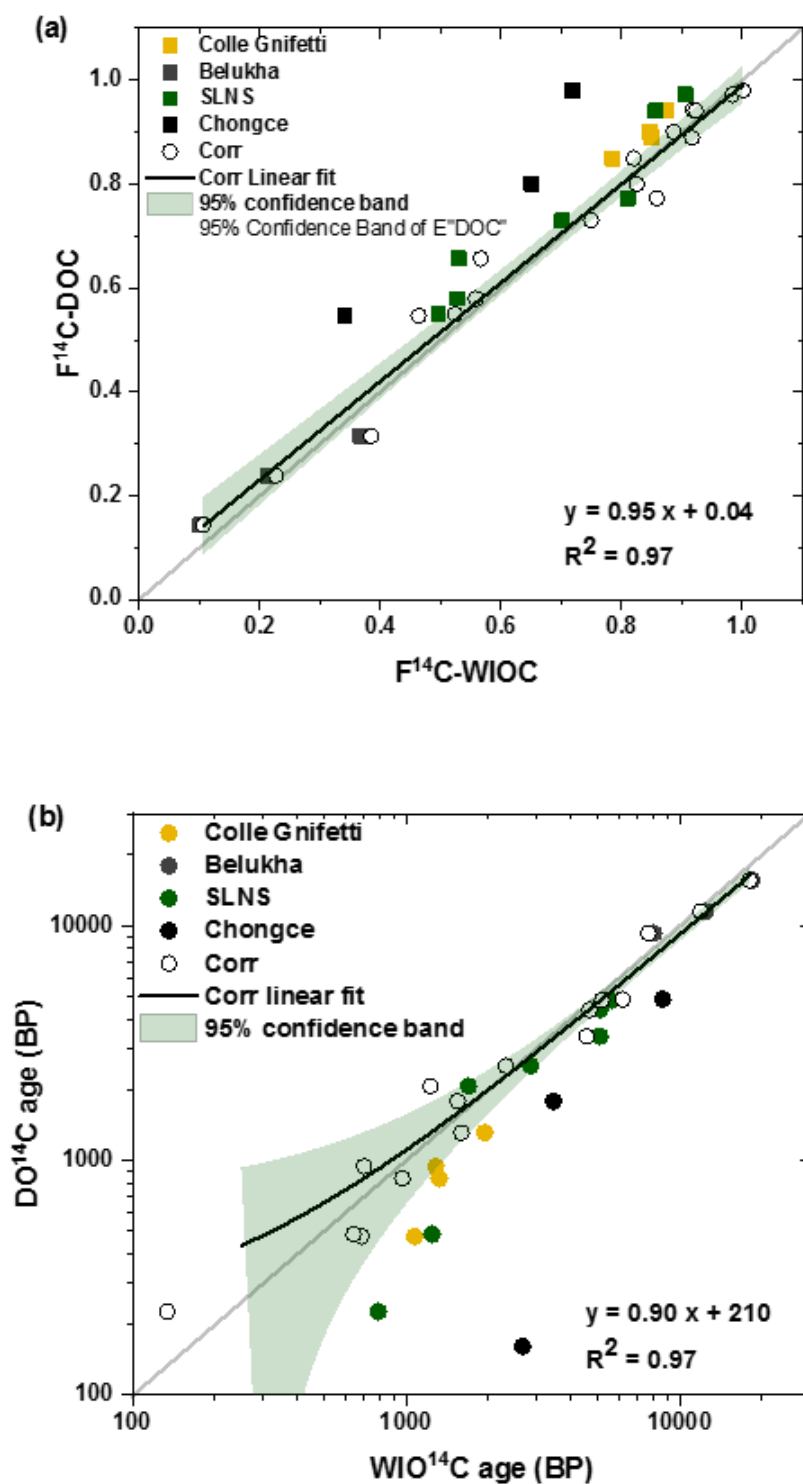 (a)
Colle Gnifetti
Belukha
SLNS
Chongce
Corr
Corr Linear fit
95% confidence band
95% Confidence Band of E"DOC"
1.0
0.8
0.6
0.4
0.2
0.0
F¹⁴C-DOC
y = 0.95 x + 0.04
R² = 0.97
0.0 0.2 0.4 0.6 0.8 1.0
F¹⁴C-WIOC
(b)
Colle Gnifetti
Belukha
SLNS
Chongce
Corr
Corr linear fit
95% confidence band
10000
1000
100
DO¹⁴C age (BP)
y = 0.90 x + 210
R² = 0.97
100 1000 10000
WIO¹⁴C age (BP)